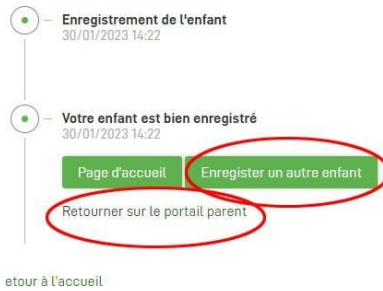 Enregistrement de l'enfant
30/01/2023 14:22
Votre enfant est bien enregistré
30/01/2023 14:22
Page d'accueil Enregister un autre enfant
Retourner sur le portail parent
etour à l'accueil